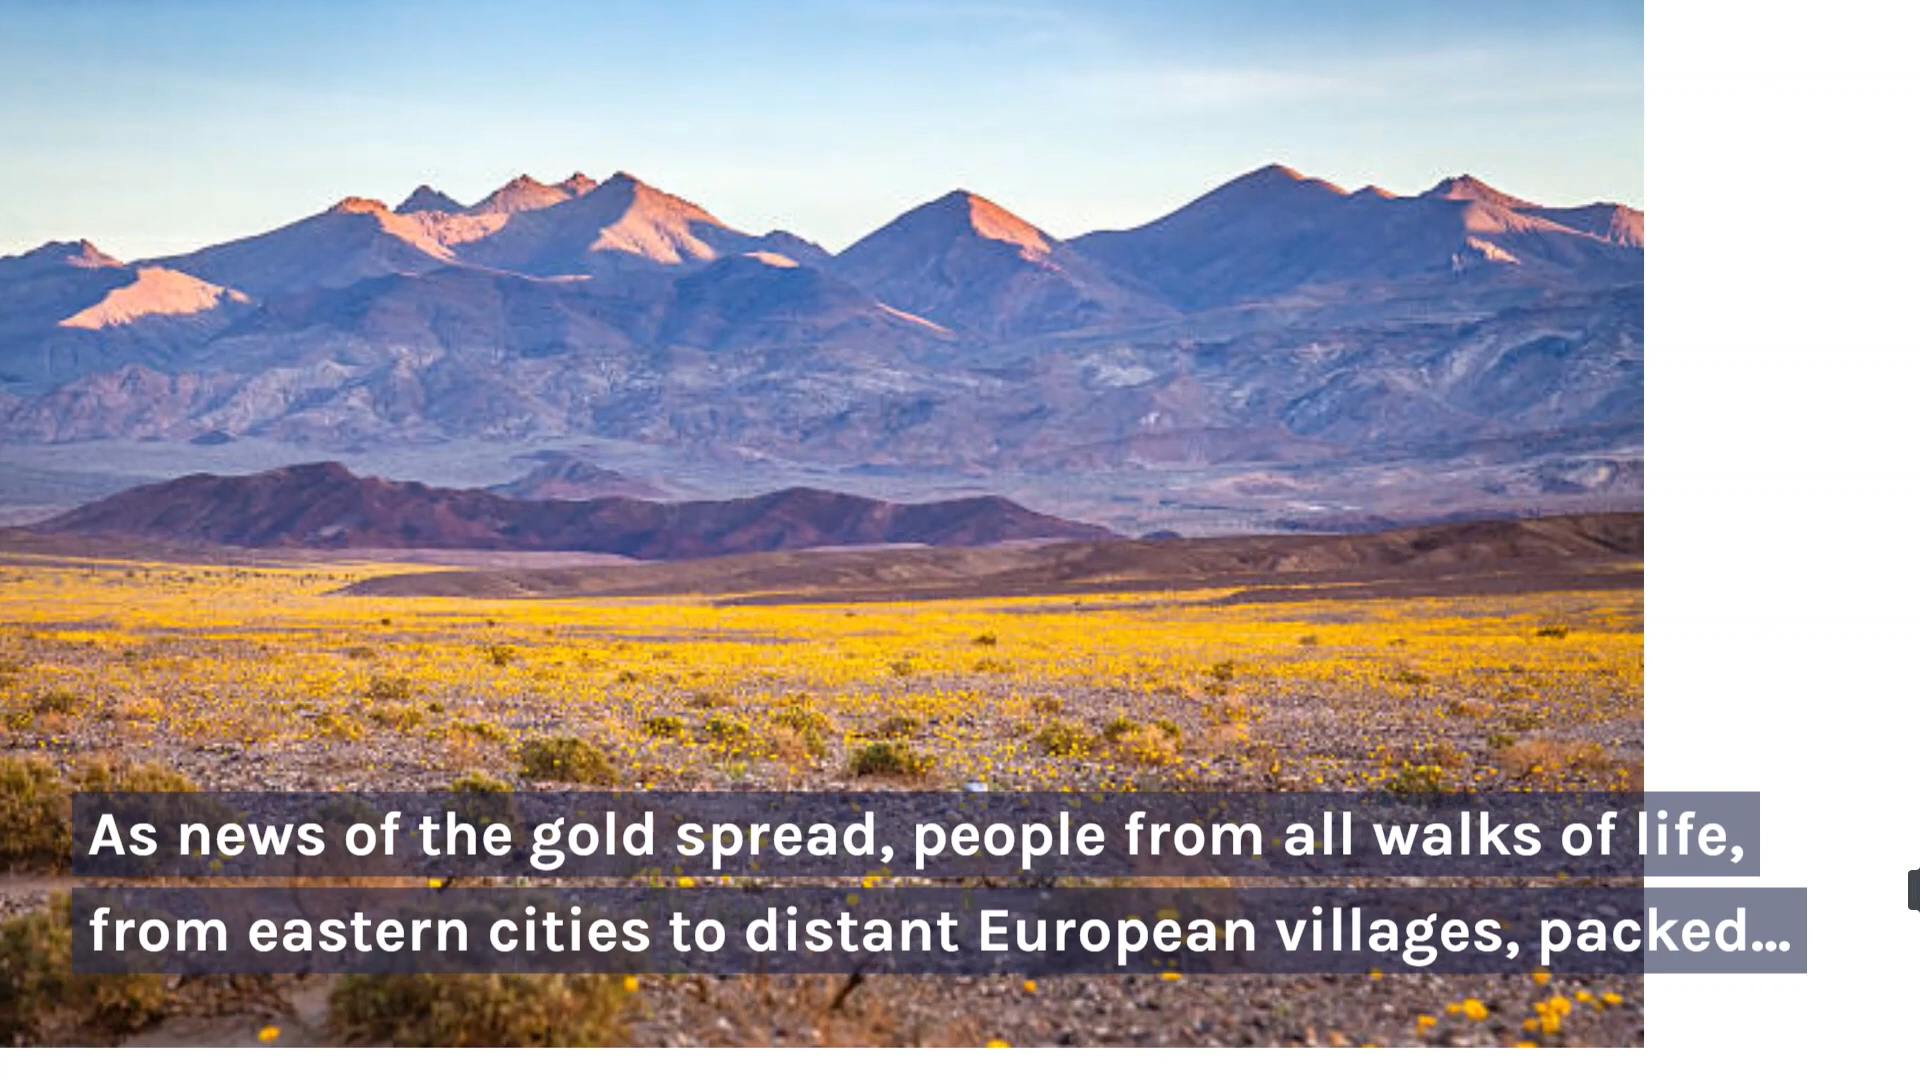 As news of the gold spread, people from all walks of life,
from eastern cities to distant European villages, packed...